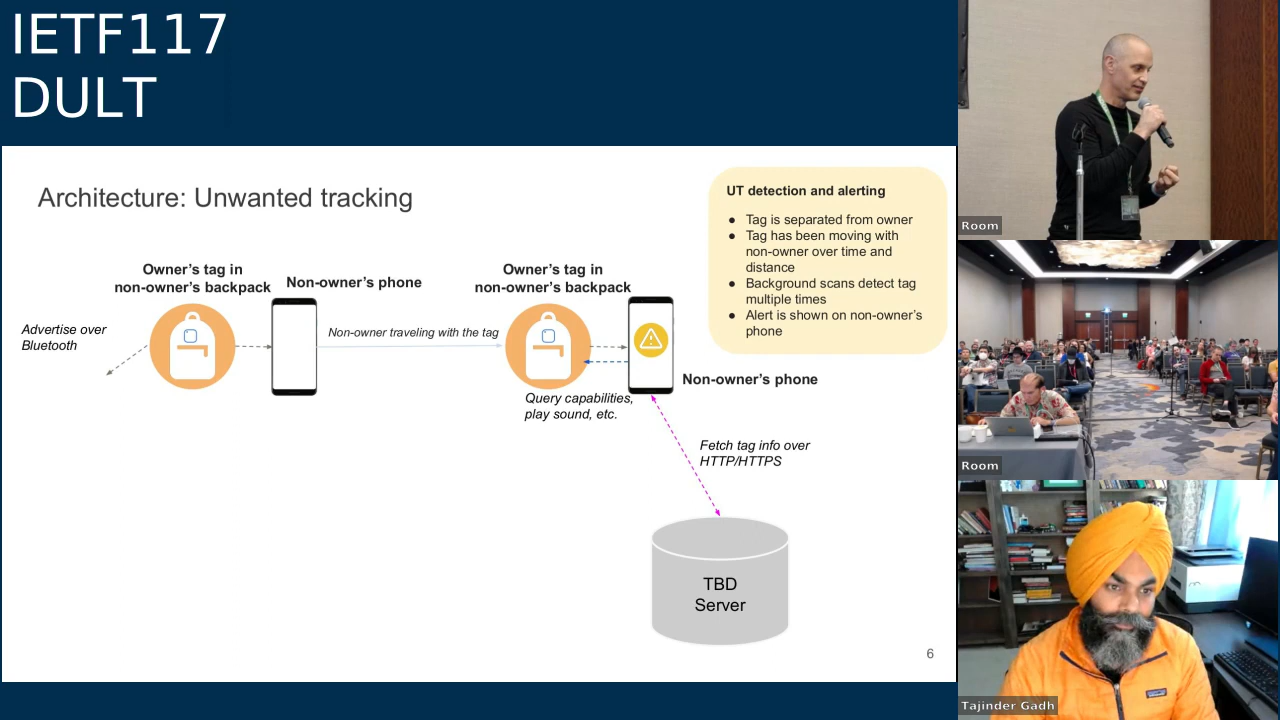 IETF117
DULT
Architecture: Unwanted tracking
UT detection and alerting
● Tag is separated from owner
● Tag has been moving with
non-owner over time and
distance
● Background scans detect tag
multiple times
● Alert is shown on non-owner's
phone
Owner's tag in
non-owner's backpack
Non-owner's phone
Owner's tag in
non-owner's backpack
Advertise over
Bluetooth
Non-owner traveling with the tag
Non-owner's phone
Query capabilities,
play sound, etc.
Fetch tag info over
HTTP/HTTPS
TBD
Server
6
Room
Room
Tajinder Gadh